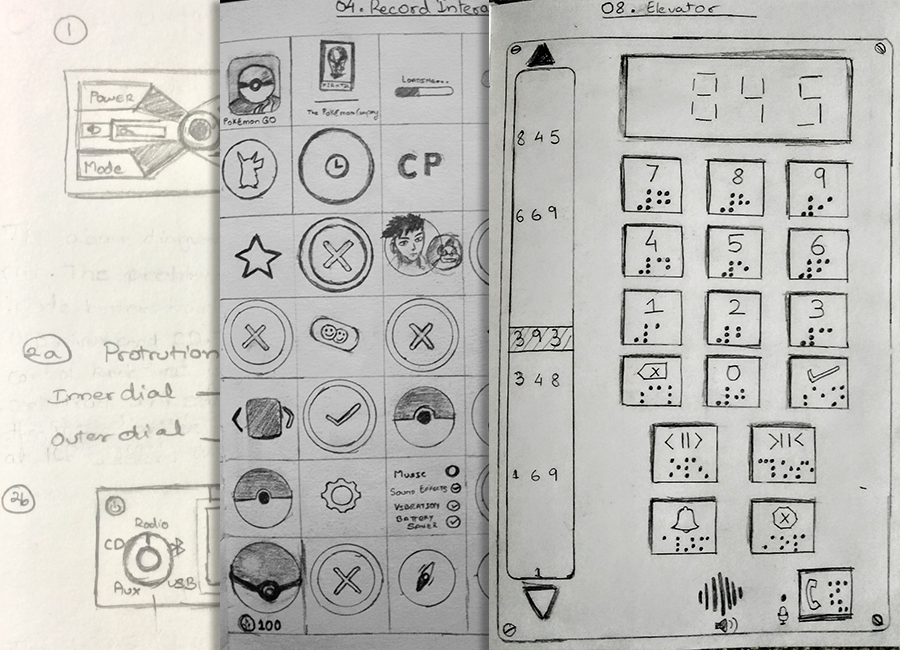 1
POWER
Mode
2a Protrution
Inner dial
Outer dial
2b
Radio
CD
Aux
USB
04. Record Intera
Pokémon GO
The Pokémon Company
LOADING...
CP
Music
Sound Effects
VIBRATION
BATTERY
SAVER
100
08. Elevator
845
845
669
393
348
169
1
7 8 9
4 5 6
1 2 3
0